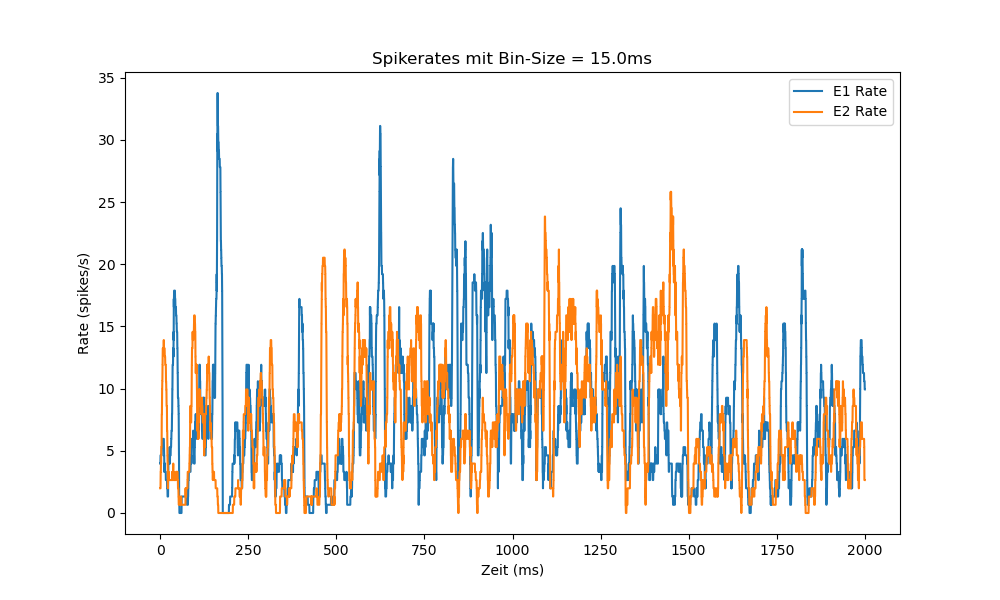 Spikerates mit Bin-Size = 15.0ms
E1 Rate
E2 Rate
Rate (spikes/s)
35
30
25
20
15
10
5
0
0 250 500 750 1000 1250 1500 1750 2000
Zeit (ms)